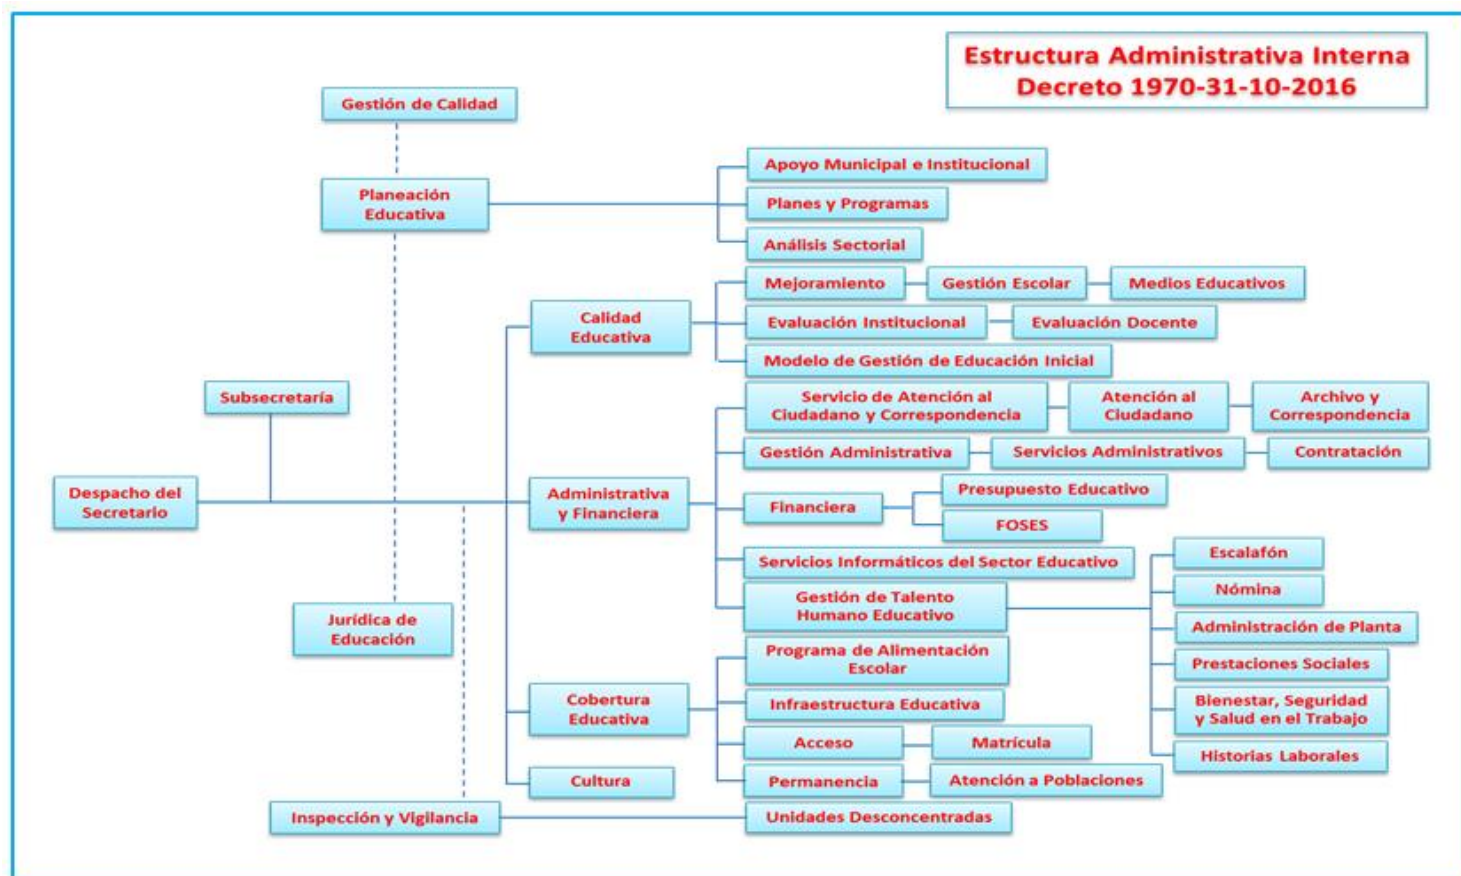 Estructura Administrativa Interna
Decreto 1970-31-10-2016
Gestión de Calidad
Planeación
Educativa
Apoyo Municipal e Institucional
Planes y Programas
Análisis Sectorial
Calidad
Educativa
Mejoramiento
Gestión Escolar
Medios Educativos
Evaluación Institucional
Evaluación Docente
Modelo de Gestión de Educación Inicial
Subsecretaría
Despacho del
Secretario
Administrativa
y Financiera
Servicio de Atención al
Ciudadano y Correspondencia
Atención al
Ciudadano
Archivo y
Correspondencia
Gestión Administrativa
Servicios Administrativos
Contratación
Financiera
Presupuesto Educativo
FOSES
Servicios Informáticos del Sector Educativo
Gestión de Talento
Humano Educativo
Escalafón
Nómina
Administración de Planta
Prestaciones Sociales
Bienestar, Seguridad
y Salud en el Trabajo
Historias Laborales
Jurídica de
Educación
Cobertura
Educativa
Programa de Alimentación
Escolar
Infraestructura Educativa
Acceso
Matrícula
Permanencia
Atención a Poblaciones
Cultura
Inspección y Vigilancia
Unidades Desconcentradas